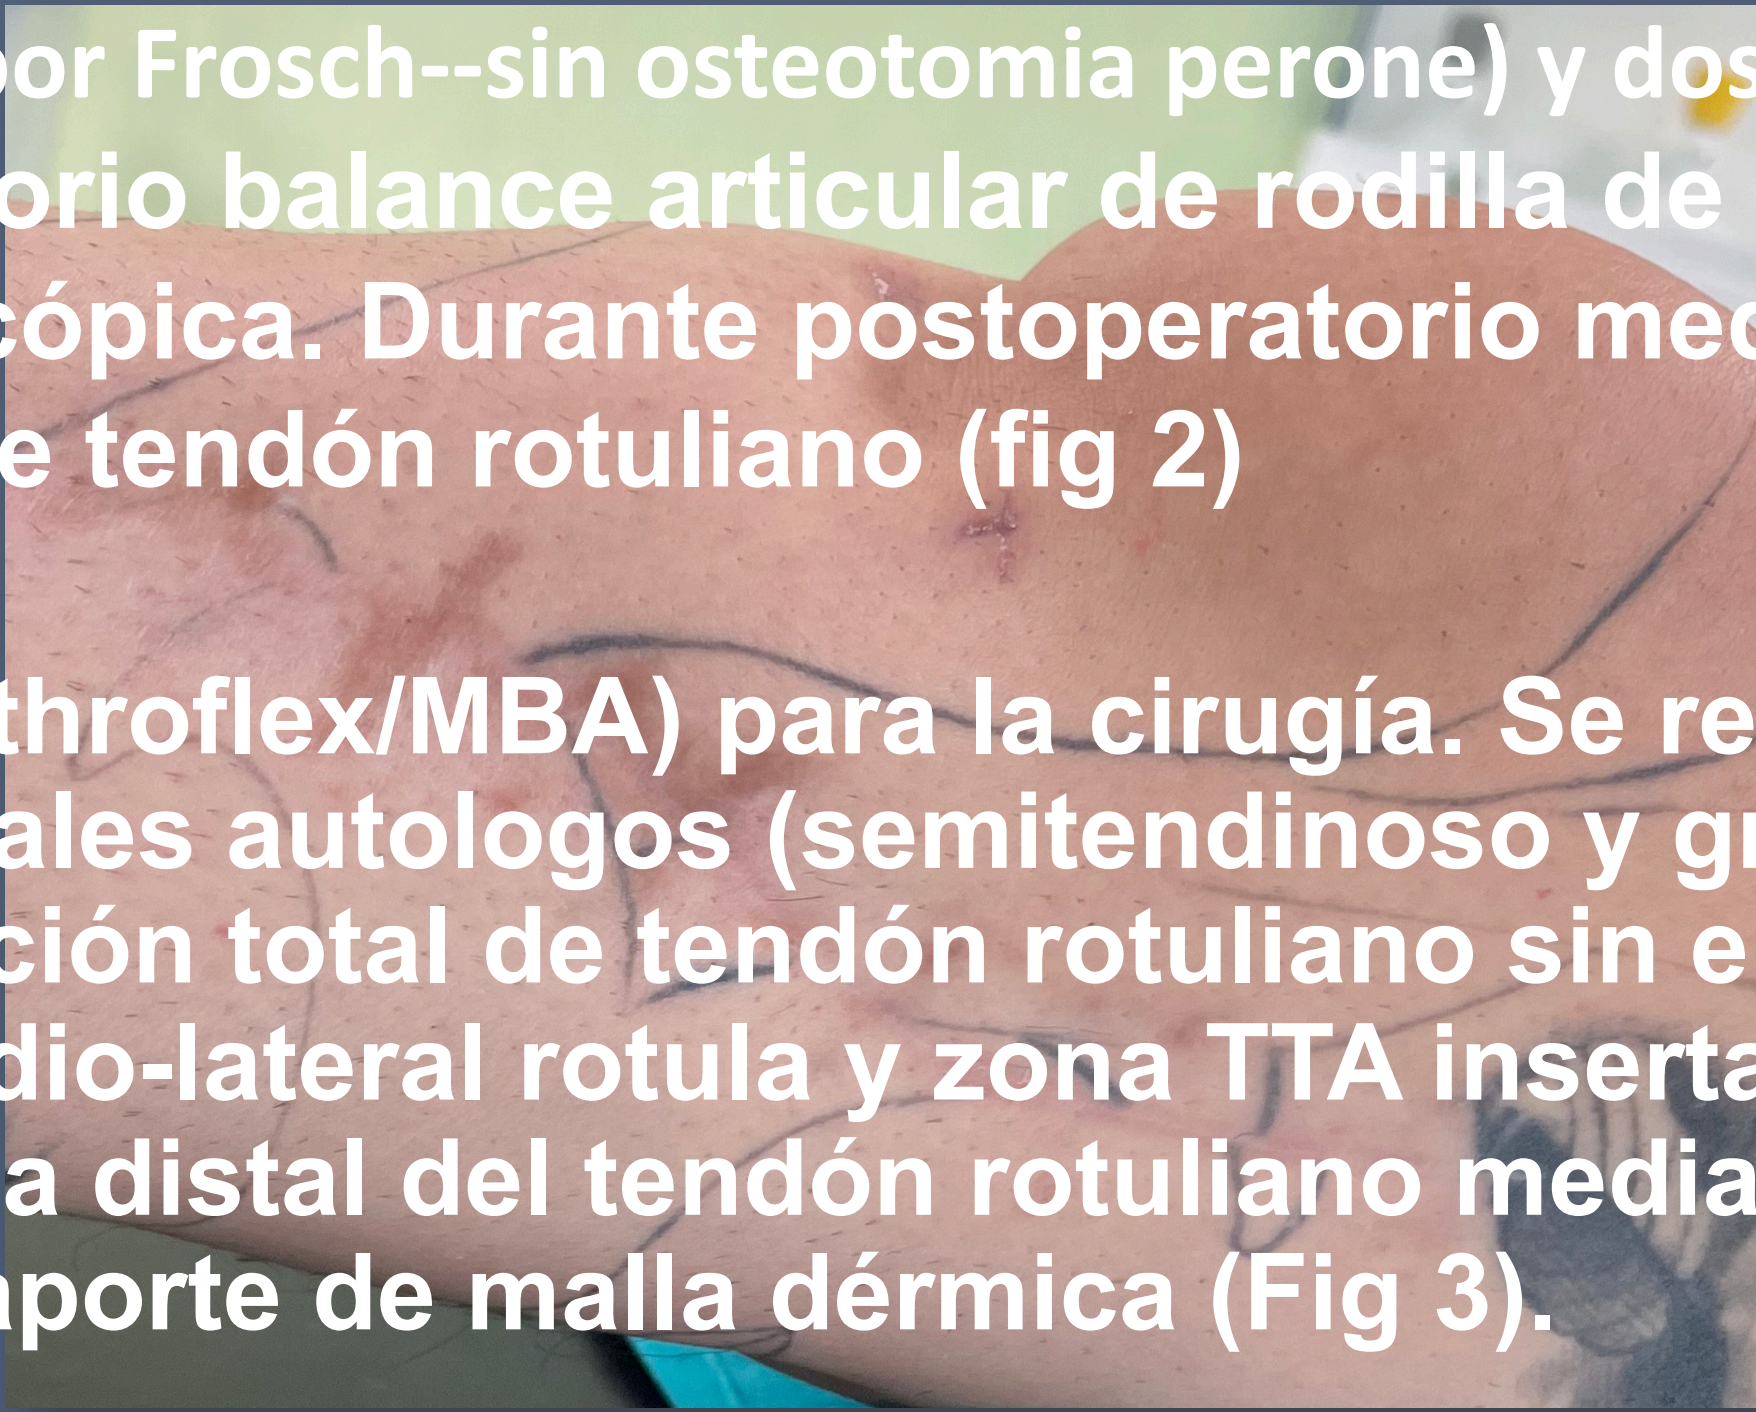 por Frosch--sin osteotomia perone) y dos
orio balance articular de rodilla de
cópica. Durante postoperatorio med
e tendón rotuliano (fig 2)
throflex/MBA) para la cirugía. Se re
ales autologos (semitendinoso y gr
ción total de tendón rotuliano sin e
dio-lateral rotula y zona TTA inserta
a distal del tendón rotuliano media
aporte de malla dérmica (Fig 3).